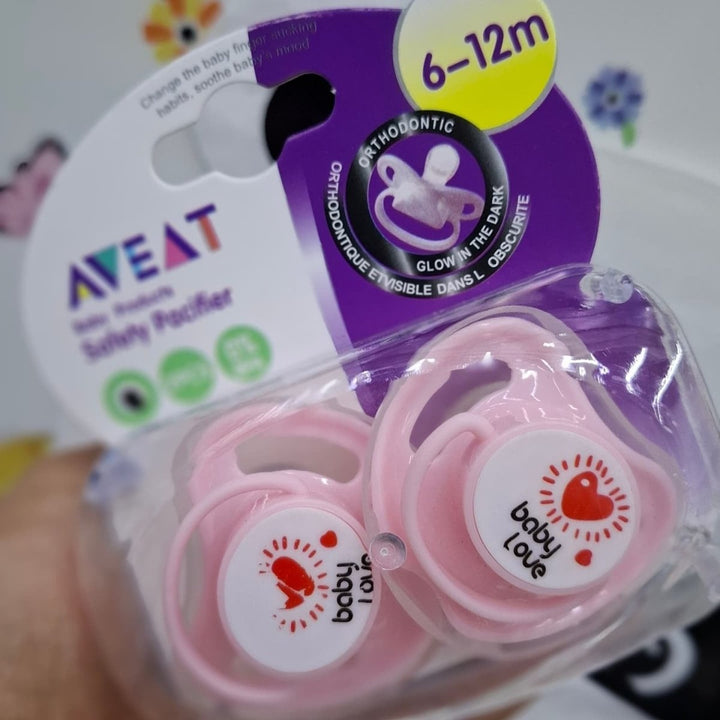 Change the baby finger sucking
habits, soothe baby's mood
6–12m
ORTHODONTIC
GLOW IN THE DARK
ORTHODONTIQUE ETVISIBLE DANS L OBSCURITE
AVEAT
Baby Products
Safety Pacifier
baby
love
baby
love